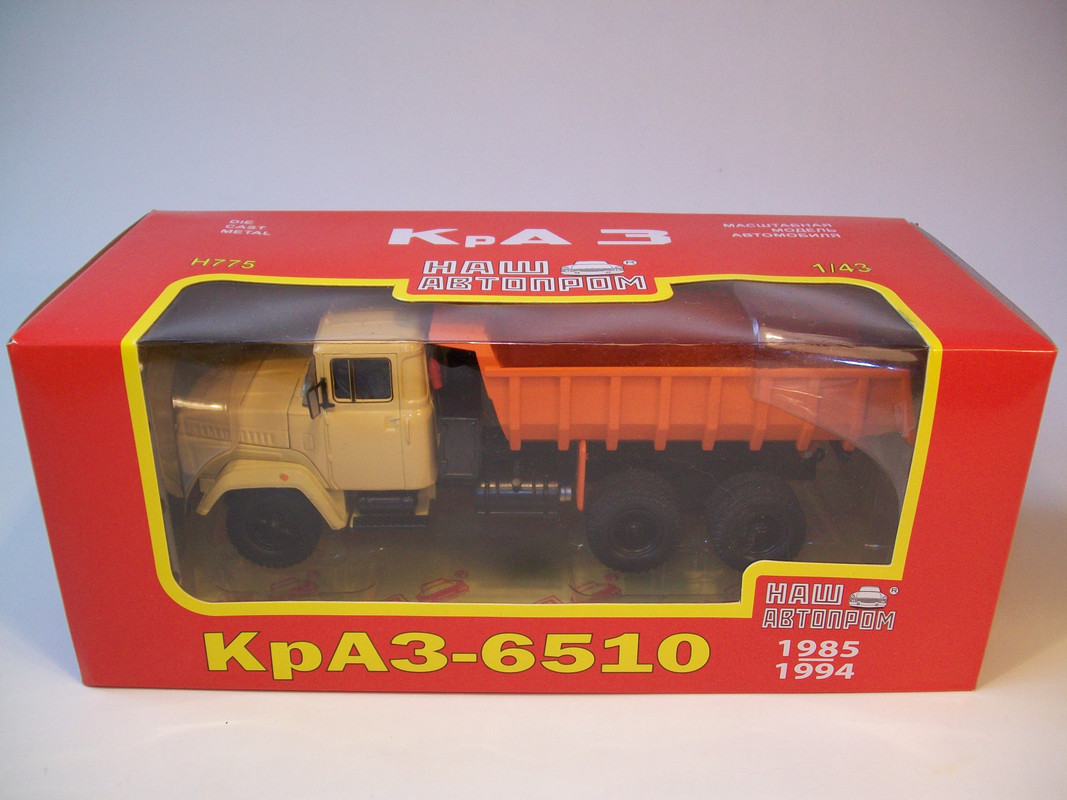 DIE
CAST
METAL
КрАЗ
МАСШТАБНАЯ
МОДЕЛЬ
АВТОМОБИЛЯ
H775
НАШ
АВТОПРОМ
®
1/43
НАШ
АВТОПРОМ
®
КрАЗ-6510
1985
1994